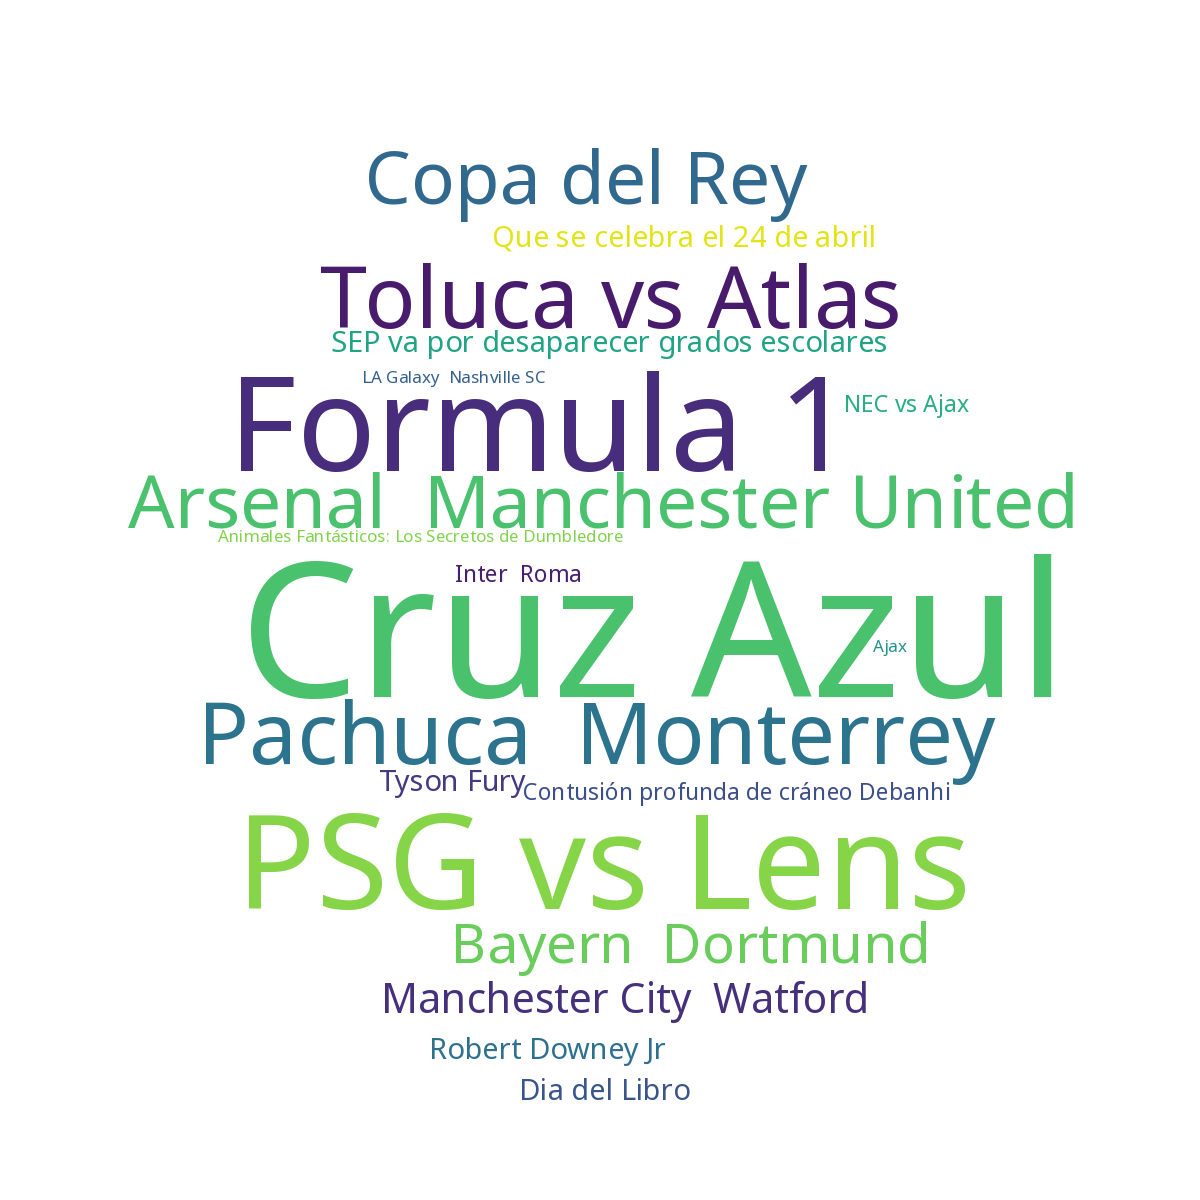 Copa del Rey
Que se celebra el 24 de abril
Toluca vs Atlas
SEP va por desaparecer grados escolares
LA Galaxy Nashville SC
Formula 1
NEC vs Ajax
Arsenal Manchester United
Animales Fantásticos: Los Secretos de Dumbledore
Inter Roma
Cruz Azul
Ajax
Pachuca Monterrey
Tyson Fury
Contusión profunda de cráneo Debanhi
PSG vs Lens
Bayern Dortmund
Manchester City Watford
Robert Downey Jr
Dia del Libro